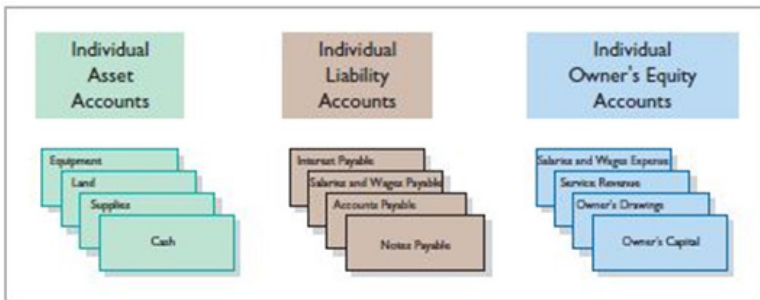 Individual
Asset
Accounts
Individual
Liability
Accounts
Individual
Owner's Equity
Accounts
Equipment
Land
Supplies
Cash
Interest Payable
Salaries and Wages Payable
Accounts Payable
Notes Payable
Salaries and Wages Expense
Service Revenue
Owner's Drawings
Owner's Capital